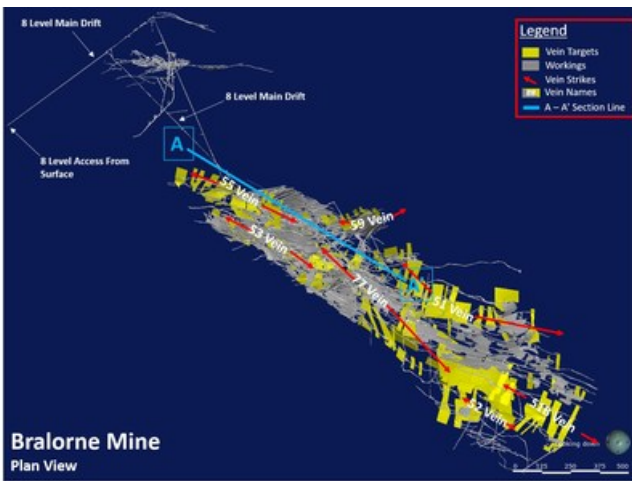 8 Level Main Drift
8 Level Main Drift
8 Level Access From
Surface
Legend
Vein Targets
Workings
Vein Strikes
Vein Names
A – A' Section Line
A
55 Vein
59 Vein
53 Vein
77 Vein
51 Vein
52 Vein
Vein
Bralorne Mine
Plan View
looking down
0 125 250 375 500